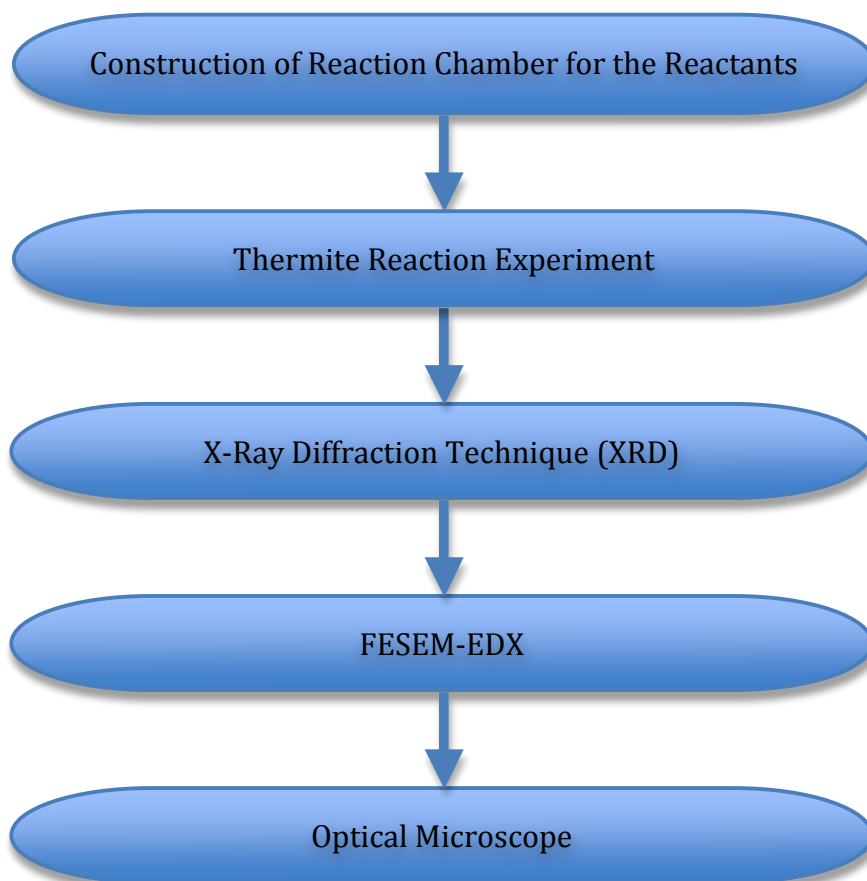 Construction of Reaction Chamber for the Reactants
Thermite Reaction Experiment
X-Ray Diffraction Technique (XRD)
FESEM-EDX
Optical Microscope